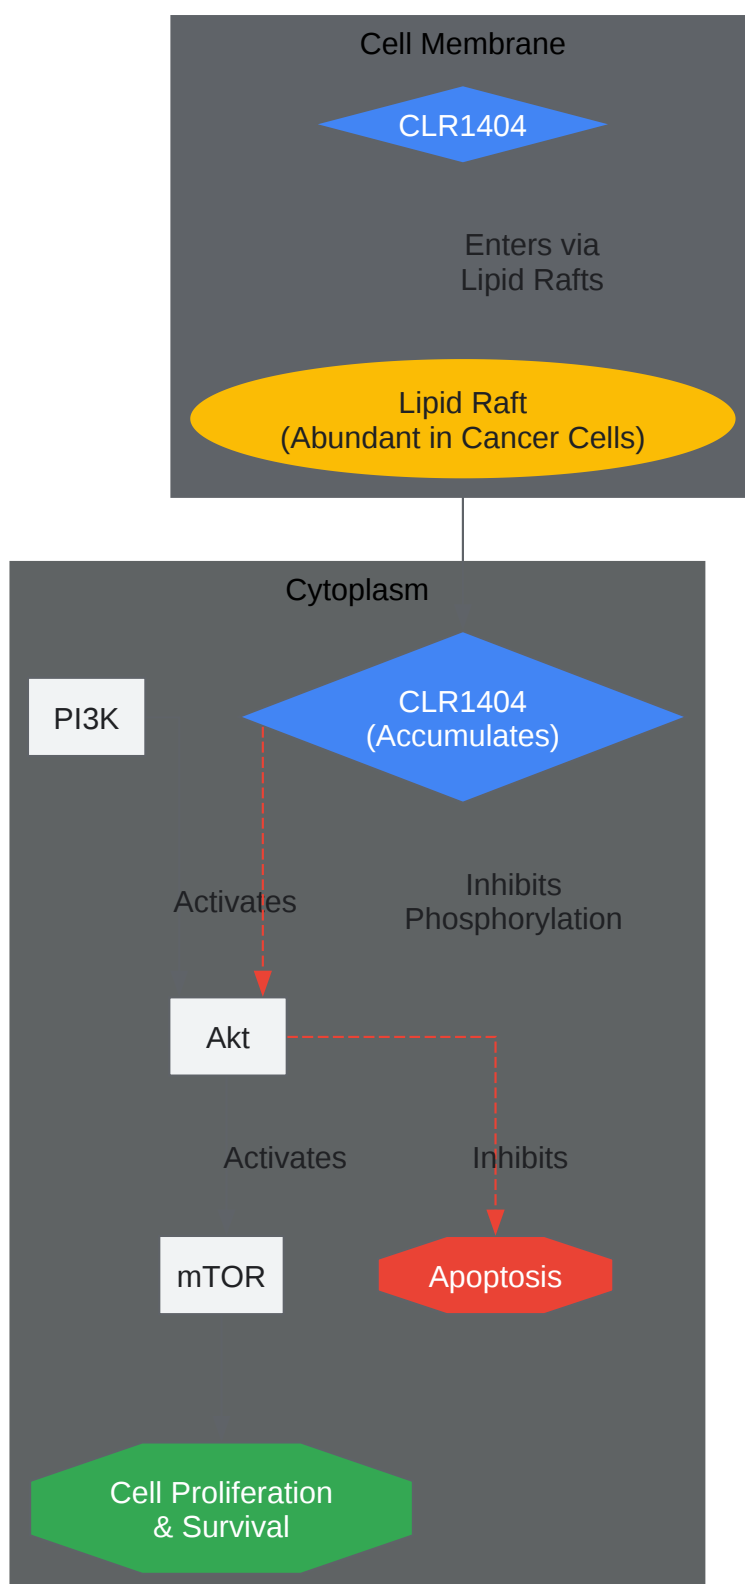 Cell Membrane
CLR1404
Enters via
Lipid Rafts
Lipid Raft
(Abundant in Cancer Cells)
Cytoplasm
PI3K
CLR1404
(Accumulates)
Activates
Inhibits
Phosphorylation
Akt
Activates
Inhibits
mTOR
Apoptosis
Cell Proliferation
& Survival